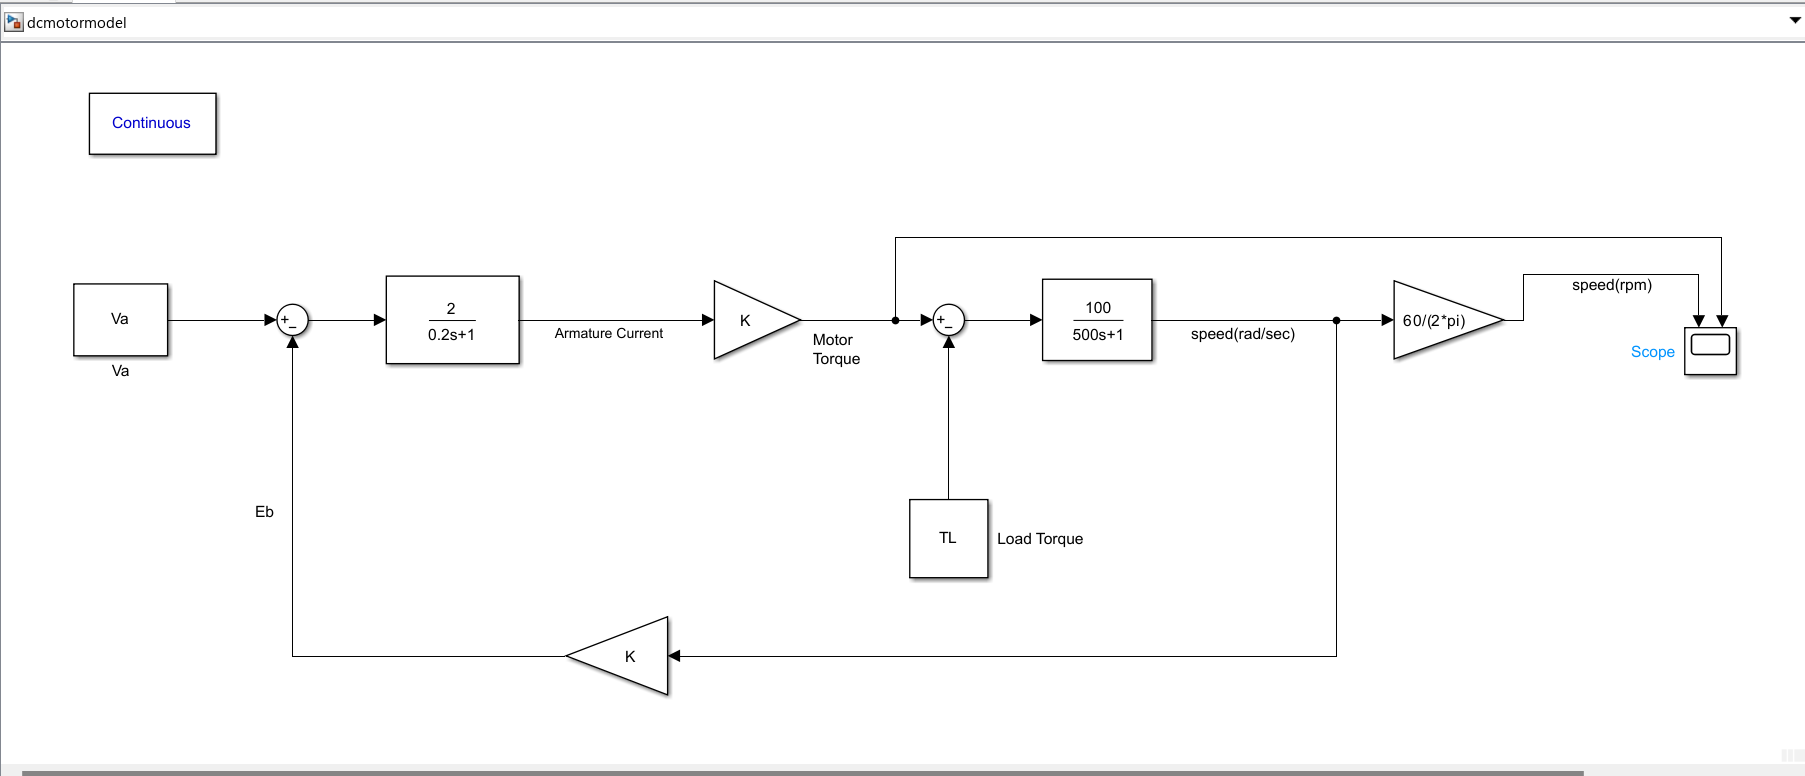 dcmotormodel
Continuous
Va
Va
+
−
2
0.2s+1
Armature Current
K
Motor
Torque
+
−
100
500s+1
speed(rad/sec)
60/(2*pi)
speed(rpm)
Scope
Eb
TL
Load Torque
K